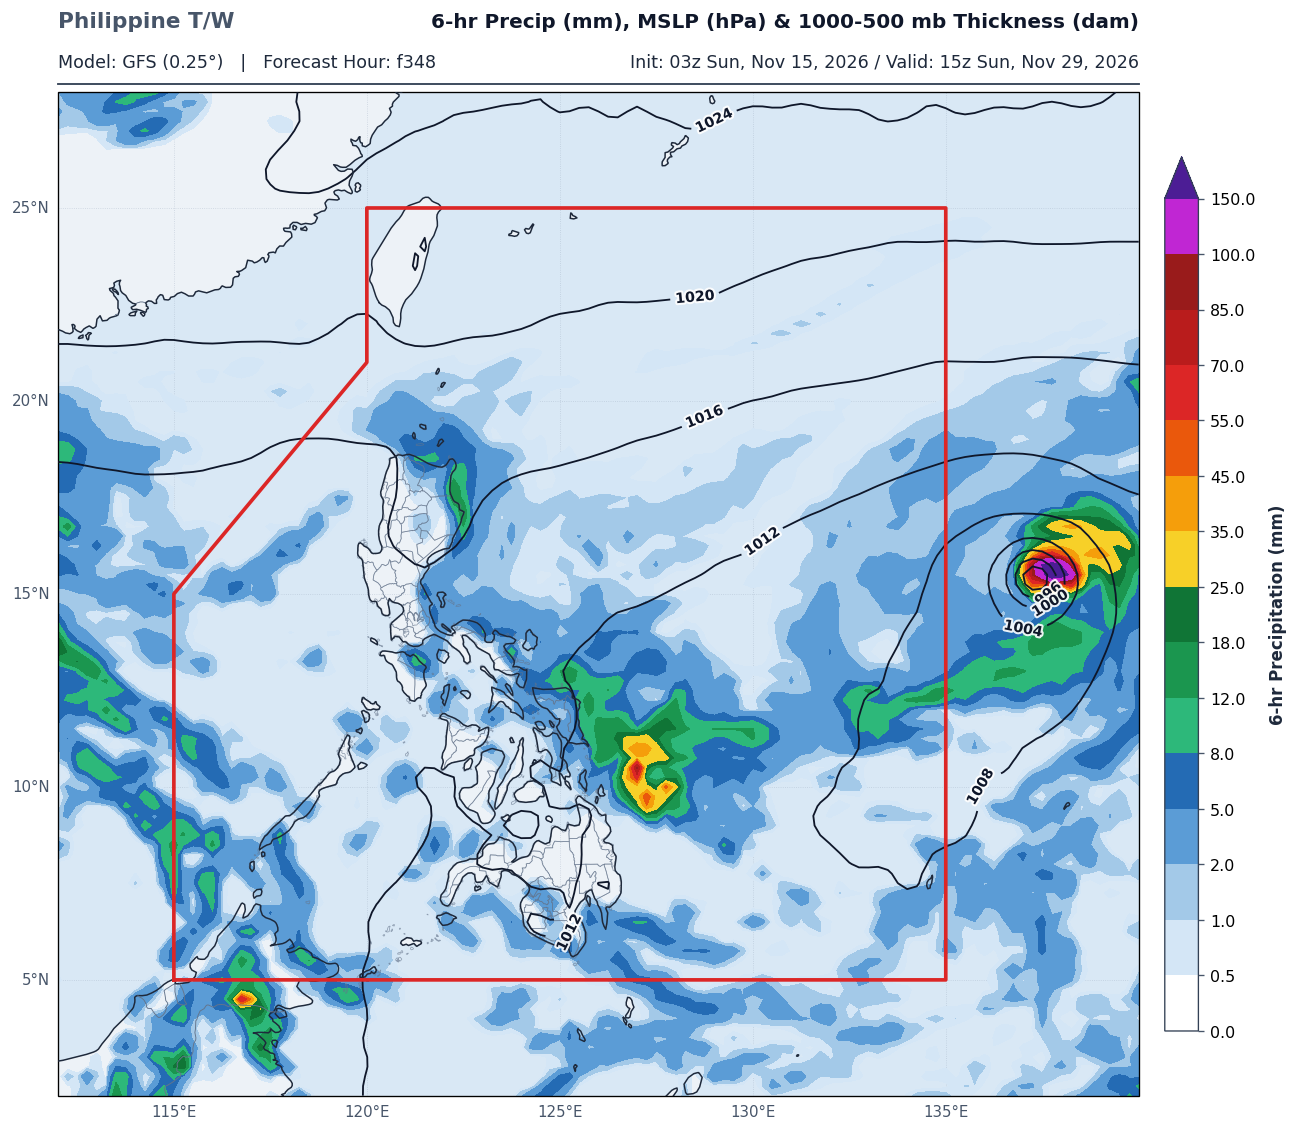 Philippine T/W
6-hr Precip (mm), MSLP (hPa) & 1000-500 mb Thickness (dam)
Model: GFS (0.25°) | Forecast Hour: f348
Init: 03z Sun, Nov 15, 2026 / Valid: 15z Sun, Nov 29, 2026
1024
1020
1016
1012
996
1000
1004
1008
1012
25°N
20°N
15°N
10°N
5°N
115°E
120°E
125°E
130°E
135°E
150.0
100.0
85.0
70.0
55.0
45.0
35.0
25.0
18.0
12.0
8.0
5.0
2.0
1.0
0.5
0.0
6-hr Precipitation (mm)